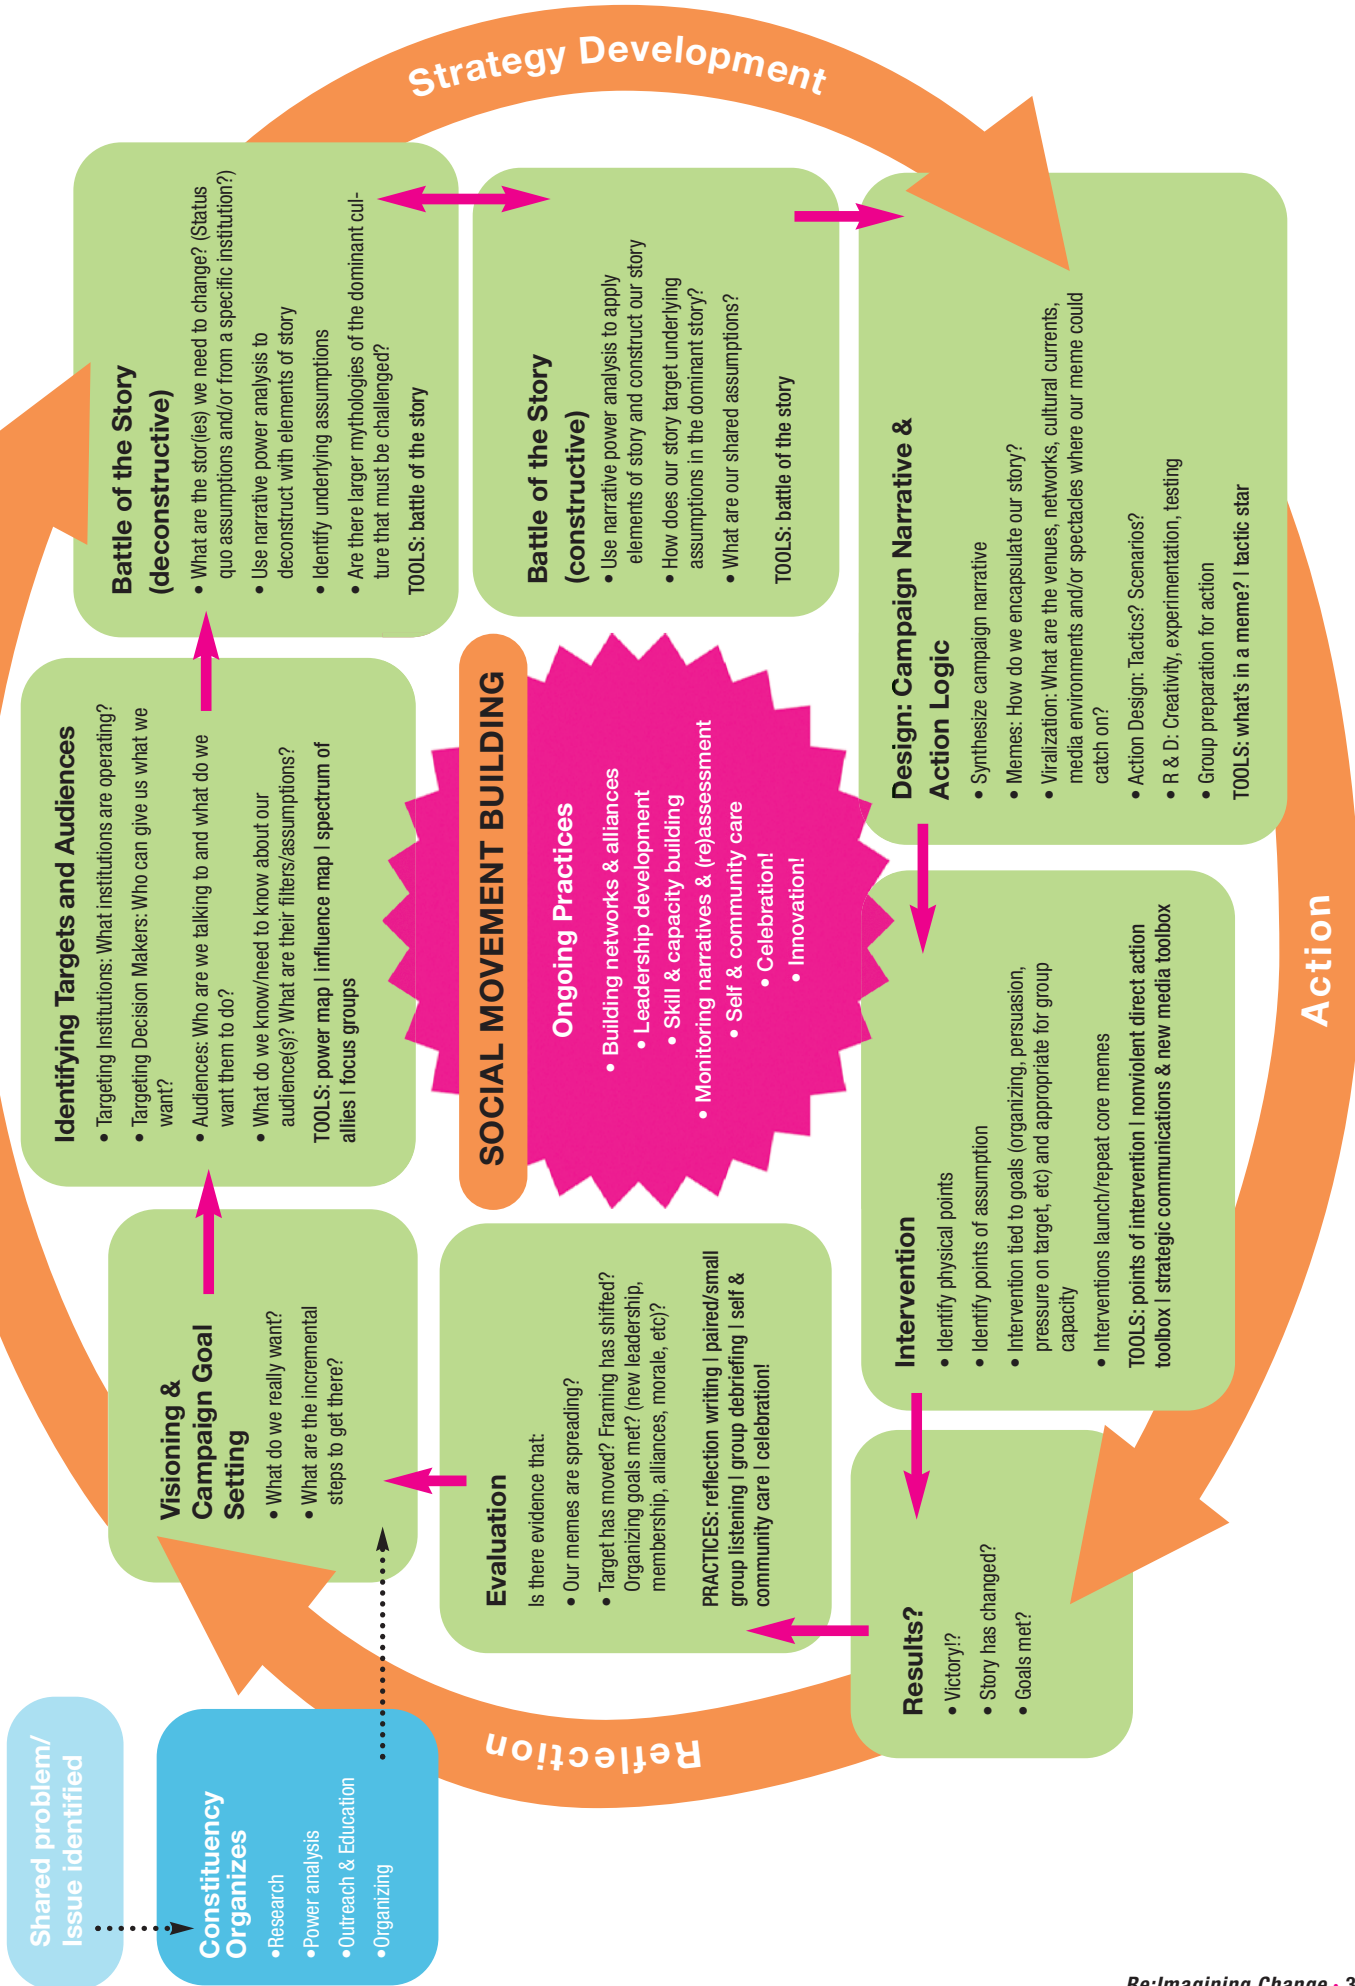 Shared problem/
Issue identified
Constituency
Organizes
•Research
•Power analysis
•Outreach & Education
•Organizing
Visioning &
Campaign Goal
Setting
• What do we really want?
• What are the incremental
steps to get there?
Identifying Targets and Audiences
• Targeting Institutions: What institutions are operating?
• Targeting Decision Makers: Who can give us what we
want?
• Audiences: Who are we talking to and what do we
want them to do?
• What do we know/need to know about our
audience(s)? What are their filters/assumptions?
TOOLS: power map | influence map | spectrum of
allies | focus groups
Battle of the Story
(deconstructive)
• What are the stor(ies) we need to change? (Status
quo assumptions and/or from a specific institution?)
• Use narrative power analysis to
deconstruct with elements of story
• Identify underlying assumptions
• Are there larger mythologies of the dominant cul-
ture that must be challenged?
TOOLS: battle of the story
Strategy Development
Battle of the Story
(constructive)
• Use narrative power analysis to apply
elements of story and construct our story
• How does our story target underlying
assumptions in the dominant story?
• What are our shared assumptions?
TOOLS: battle of the story
Design: Campaign Narrative &
Action Logic
• Synthesize campaign narrative
• Memes: How do we encapsulate our story?
• Viralization: What are the venues, networks, cultural currents,
media environments and/or spectacles where our meme could
catch on?
• Action Design: Tactics? Scenarios?
• R & D: Creativity, experimentation, testing
• Group preparation for action
TOOLS: what's in a meme? | tactic star
Action
Intervention
• Identify physical points
• Identify points of assumption
• Intervention tied to goals (organizing, persuasion,
pressure on target, etc) and appropriate for group
capacity
• Interventions launch/repeat core memes
TOOLS: points of intervention | nonviolent direct action
toolbox | strategic communications & new media toolbox
Results?
• Victory!?
• Story has changed?
• Goals met?
Reflection
Evaluation
Is there evidence that:
• Our memes are spreading?
• Target has moved? Framing has shifted?
Organizing goals met? (new leadership,
membership, alliances, morale, etc)?
PRACTICES: reflection writing | paired/small
group listening | group debriefing | self &
community care | celebration!
SOCIAL MOVEMENT BUILDING
Ongoing Practices
• Building networks & alliances
• Leadership development
• Skill & capacity building
• Monitoring narratives & (re)assessment
• Self & community care
• Celebration!
• Innovation!
Re:Imagining Change • 3